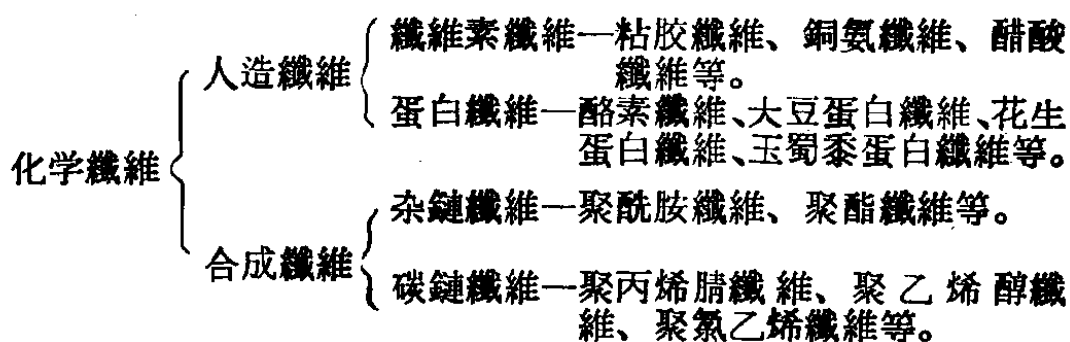 纖維素纖維—粘胶纖維、銅氨纖維、醋酸
人造纖維
纖維等。
蛋白纖維—酪素纖維、大豆蛋白纖維、花生
蛋白纖維、玉蜀黍蛋白纖維等。
化学纖維
杂鏈纖維—聚酰胺纖維、聚酯纖維等。
合成纖維
碳鏈纖維—聚丙烯腈纖維、聚乙烯醇纖
維、聚氯乙烯纖維等。